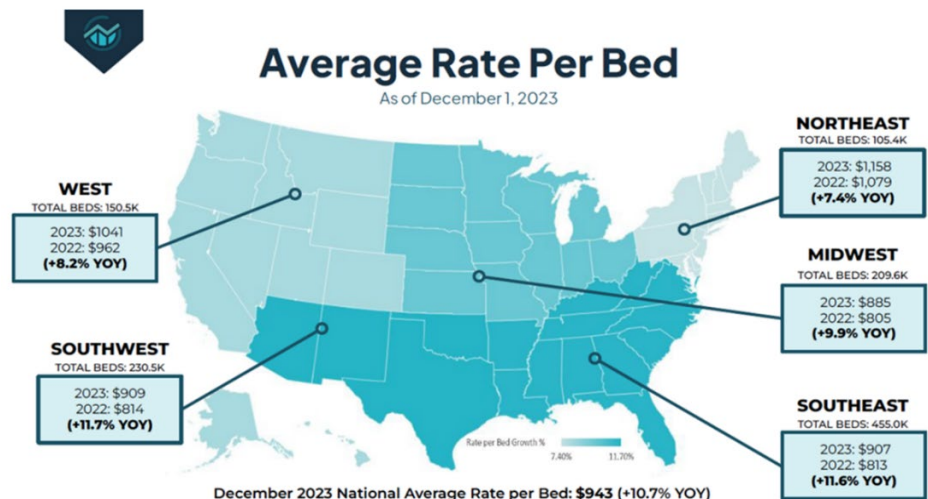 Average Rate Per Bed
As of December 1, 2023
NORTHEAST
TOTAL BEDS: 105.4K
2023: $1,158
2022: $1,079
(+7.4% YOY)
WEST
TOTAL BEDS: 150.5K
2023: $1041
2022: $962
(+8.2% YOY)
MIDWEST
TOTAL BEDS: 209.6K
2023: $885
2022: $805
(+9.9% YOY)
SOUTHWEST
TOTAL BEDS: 230.5K
2023: $909
2022: $814
(+11.7% YOY)
SOUTHEAST
TOTAL BEDS: 455.0K
2023: $907
2022: $813
(+11.6% YOY)
Rate per Bed Growth %
7.40% 11.70%
December 2023 National Average Rate per Bed: $943 (+10.7% YOY)